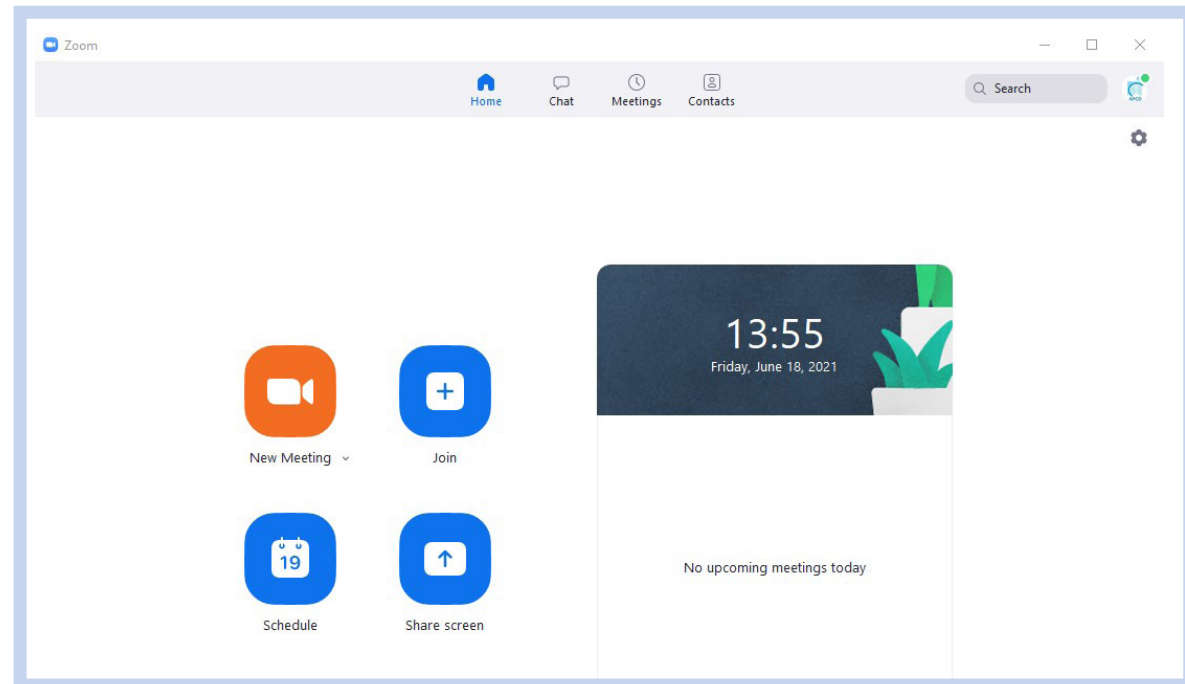 Zoom
Home
Chat
Meetings
Contacts
Search
APCD
13:55
Friday, June 18, 2021
New Meeting
Join
19
Schedule
Share screen
No upcoming meetings today